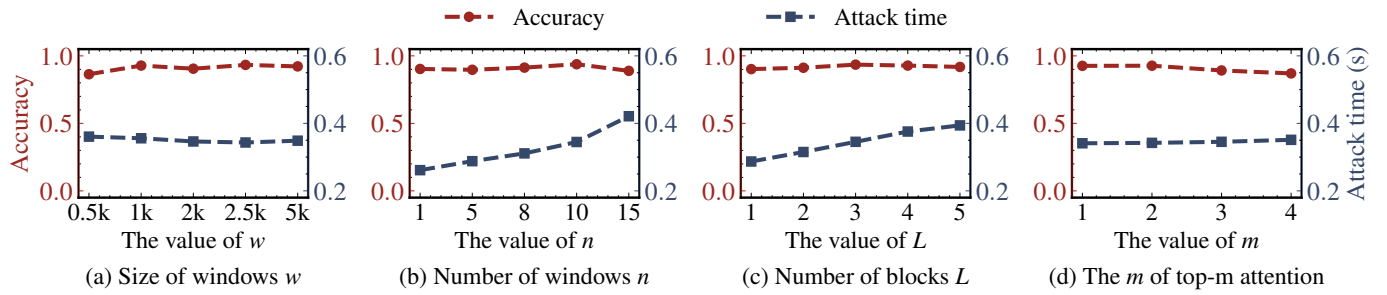 Accuracy Attack time
1.0 0.5 0.0 Accuracy 0.6 0.4 0.2
0.5k 1k 2k 2.5k 5k
The value of w
(a) Size of windows w
1.0 0.5 0.0 0.6 0.4 0.2
1 5 8 10 15
The value of n
(b) Number of windows n
1.0 0.5 0.0 0.6 0.4 0.2
1 2 3 4 5
The value of L
(c) Number of blocks L
1.0 0.5 0.0 0.6 0.4 0.2 Attack time (s)
1 2 3 4
The value of m
(d) The m of top-m attention